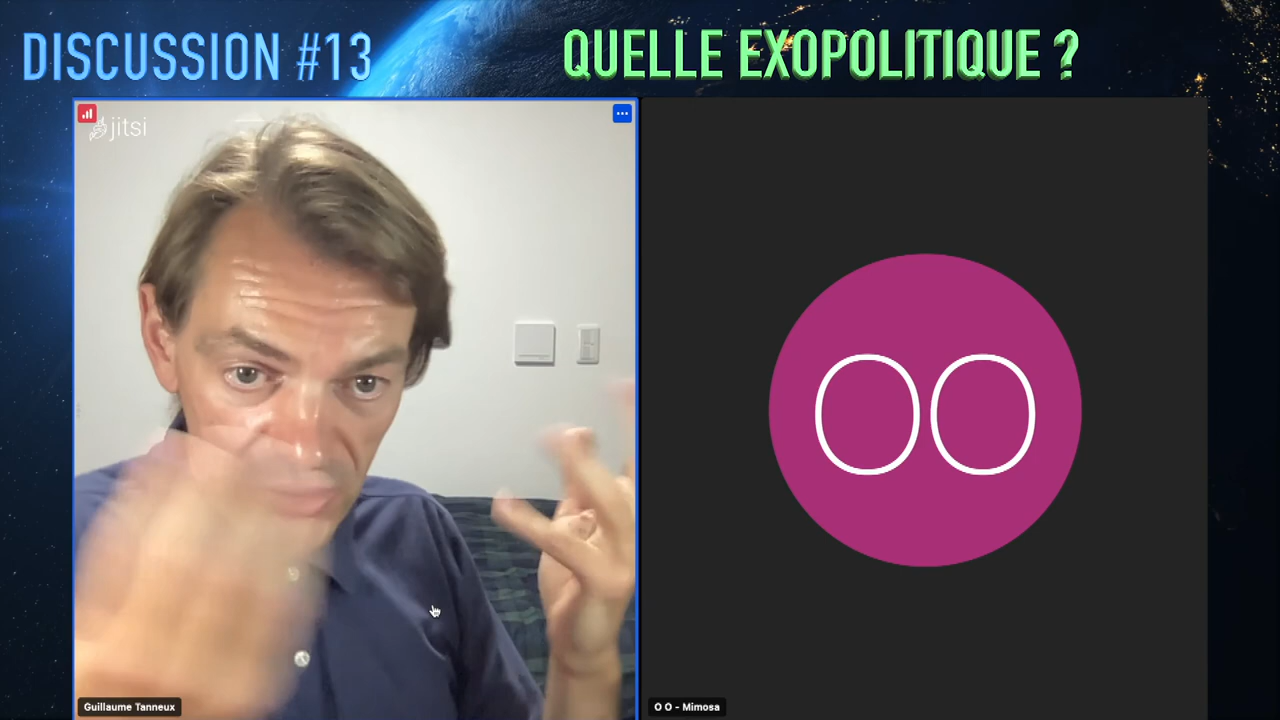 DISCUSSION #13
QUELLE EXOPOLITIQUE ?
jitsi
OO
Guillaume Tanneux
O O - Mimosa